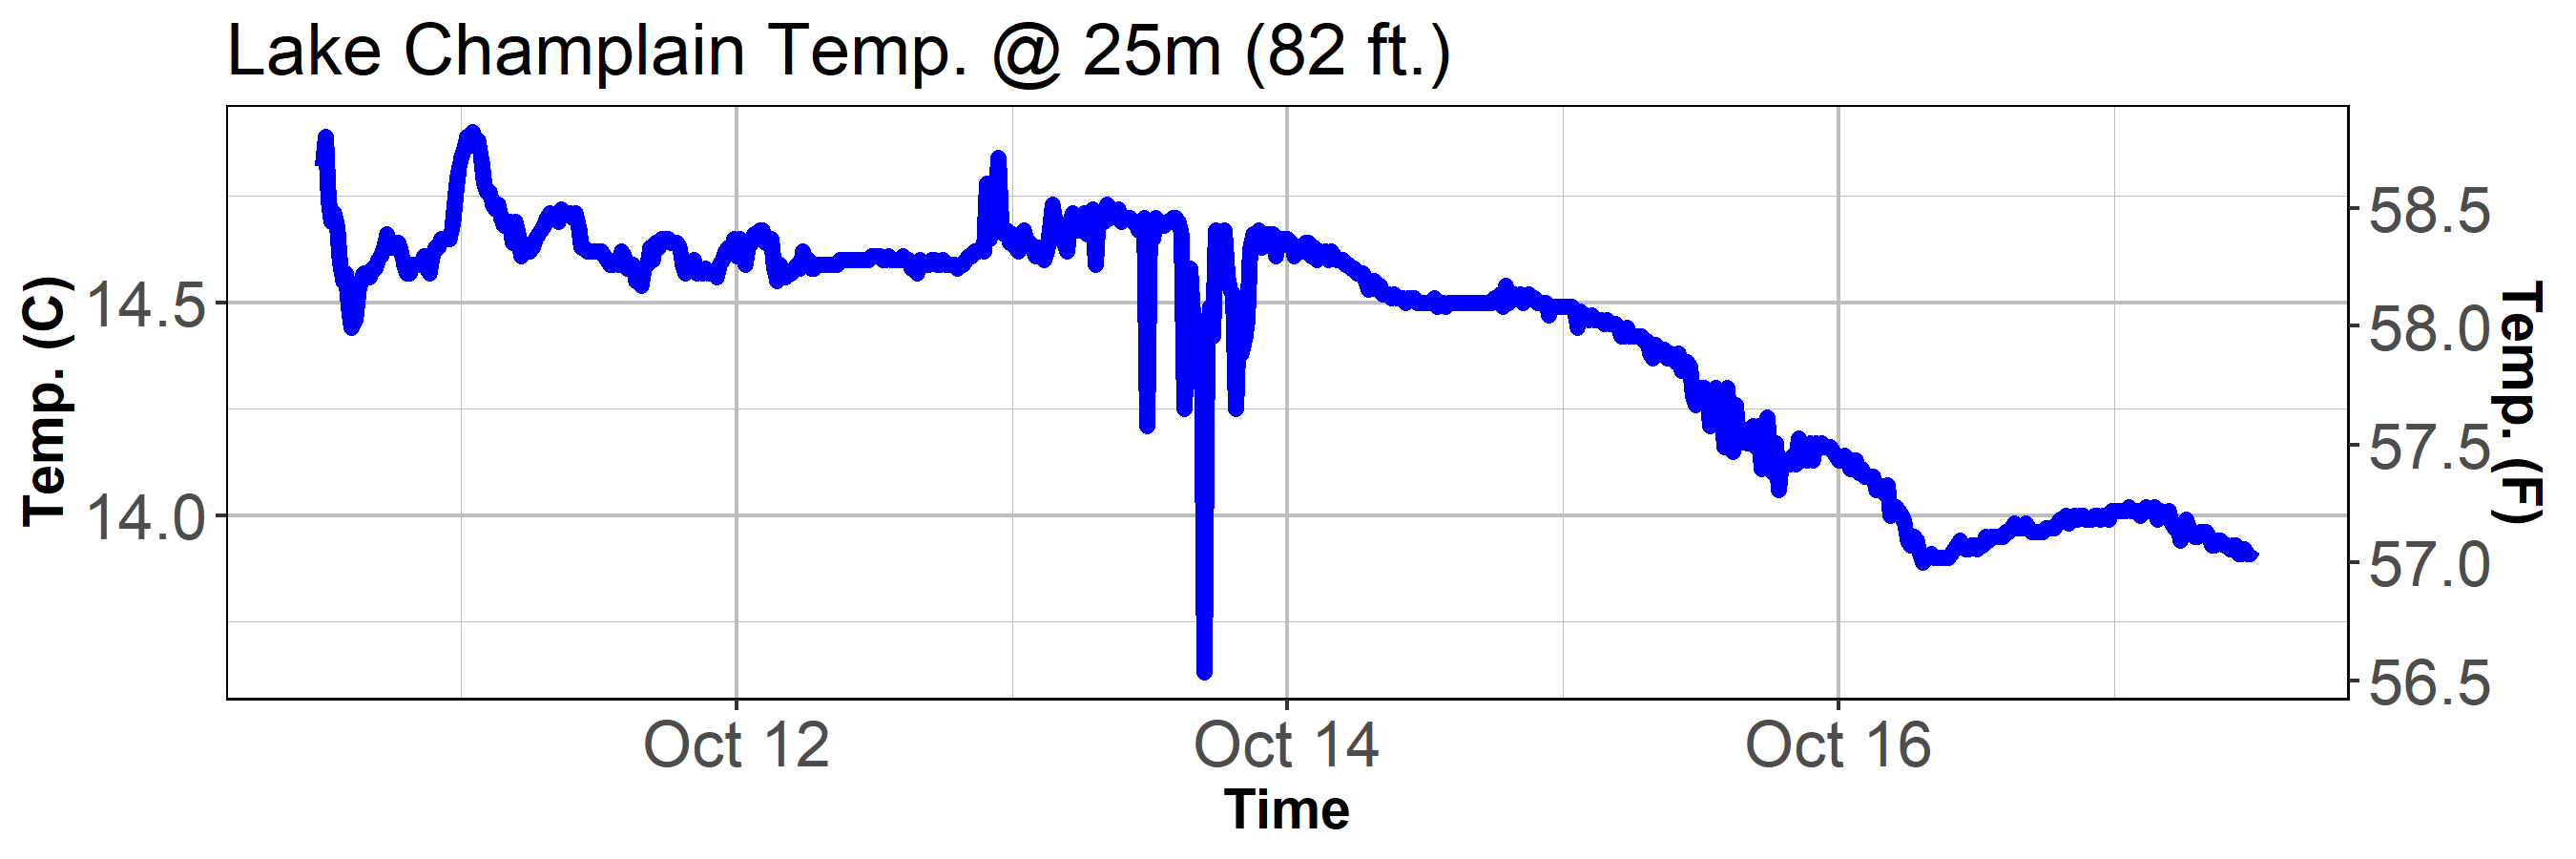 Lake Champlain Temp. @ 25m (82 ft.)
Temp. (C)
14.5
14.0
58.5
58.0
57.5
57.0
56.5
Temp. (F)
Oct 12
Oct 14
Oct 16
Time